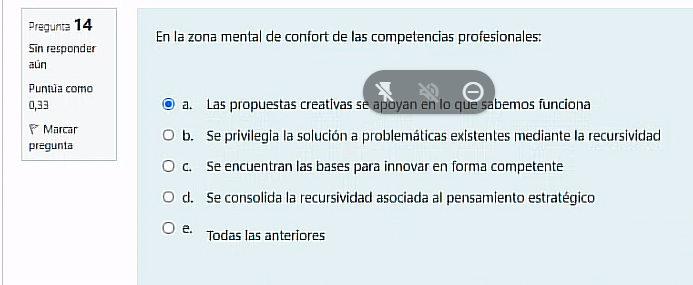 Pregunta 14
Sin responder
aún
Puntúa como
0,33
Marcar
pregunta
En la zona mental de confort de las competencias profesionales:
a. Las propuestas creativas se apoyan en lo que sabemos funciona
b. Se privilegia la solución a problemáticas existentes mediante la recursividad
c. Se encuentran las bases para innovar en forma competente
d. Se consolida la recursividad asociada al pensamiento estratégico
e. Todas las anteriores